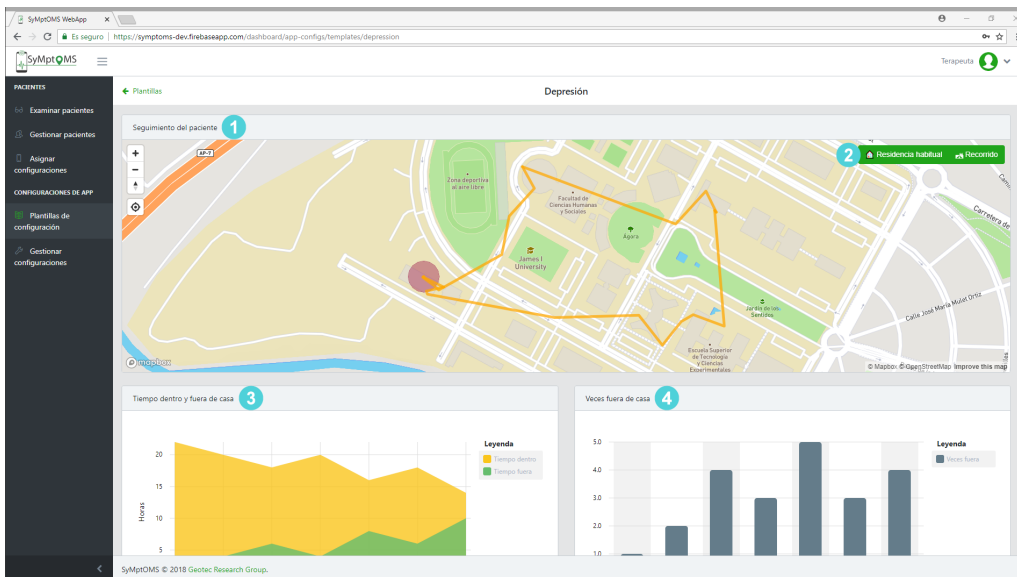 SyMptOMS WebApp
Es seguro
https://symptoms-dev.firebaseapp.com/dashboard/app-configs/templates/depression
SyMptOMS
Terapeuta
PACIENTES
Examinar pacientes
Gestionar pacientes
Asignar
configuraciones
CONFIGURACIONES DE APP
Plantillas de
configuración
Gestionar
configuraciones
Plantillas
Depresión
Seguimiento del paciente
1
2
Residencia habitual
Recorrido
+
−
AP-7
Zona deportiva
al aire libre
Facultad de
Ciencias Humanas
y Sociales
Àgora
James I
University
Jardín de los
Sentidos
Escuela Superior
de Tecnología
y Ciencias
Experimentales
Carretera de
Calle José María Mulet Ortiz
mapbox
© Mapbox © OpenStreetMap Improve this map
Tiempo dentro y fuera de casa
3
Horas
20
15
10
5
Leyenda
Tiempo dentro
Tiempo fuera
Veces fuera de casa
4
5.0
4.0
3.0
2.0
1.0
Leyenda
Veces fuera
SyMptOMS © 2018 Geotec Research Group.